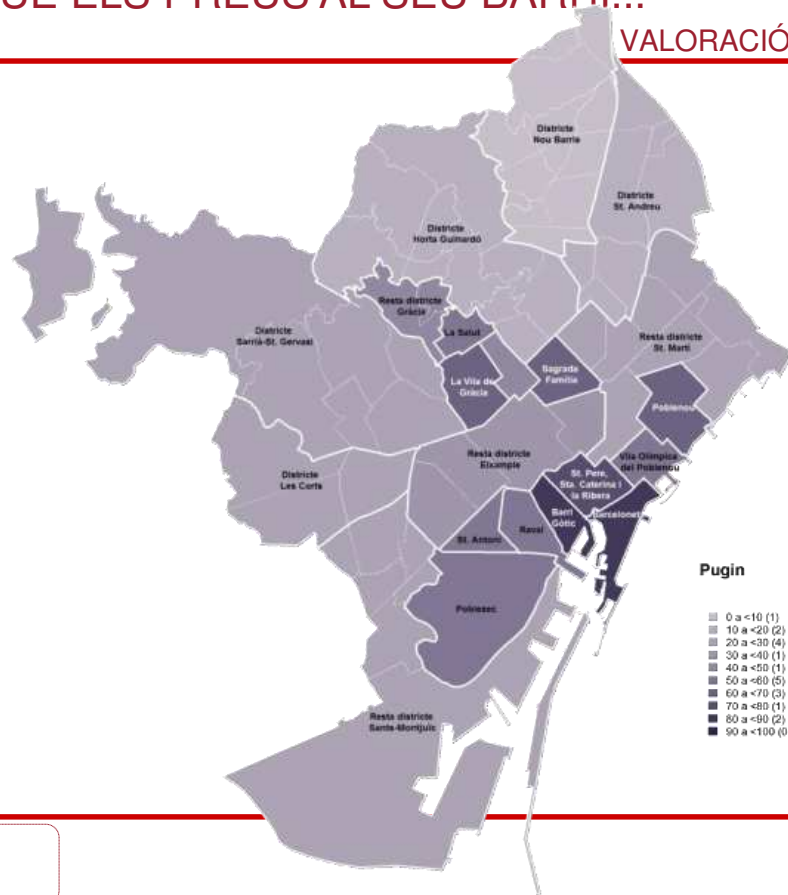 VALORACIÓ
Districte
Nou Barris
Districte
St. Andreu
Districte
Horta Guinardó
Resta districte
Gràcia
La Salut
Districte
Sarrià-St. Gervasi
Resta districte
St. Martí
Sagrada
Família
La Vila de
Gràcia
Poblenou
Resta districte
Eixample
Vila Olímpica
del Poblenou
Districte
Les Corts
St. Pere,
Sta. Caterina i
la Ribera
Barri
Gòtic
Barcelonet
Raval
St. Antoni
Poblesec
Resta districte
Sants-Montjuïc
Pugin
0 a <10 (1)
10 a <20 (2)
20 a <30 (4)
30 a <40 (1)
40 a <50 (1)
50 a <60 (5)
60 a <70 (3)
70 a <80 (1)
80 a <90 (2)
90 a <100 (0